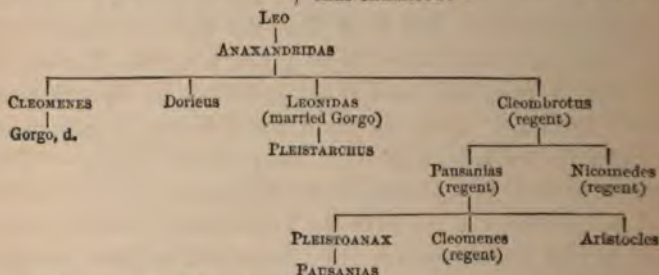 LEO
ANAXANDRIDAS
CLEOMENES Dorieus LEONIDAS Cleombrotus
(married Gorgo) (regent)
Gorgo, d.
PLEISTARCHUS
Pausanias Nicomedes
(regent) (regent)
PLEISTOANAX Cleomenes Aristocles
(regent)
PAUSANIAS